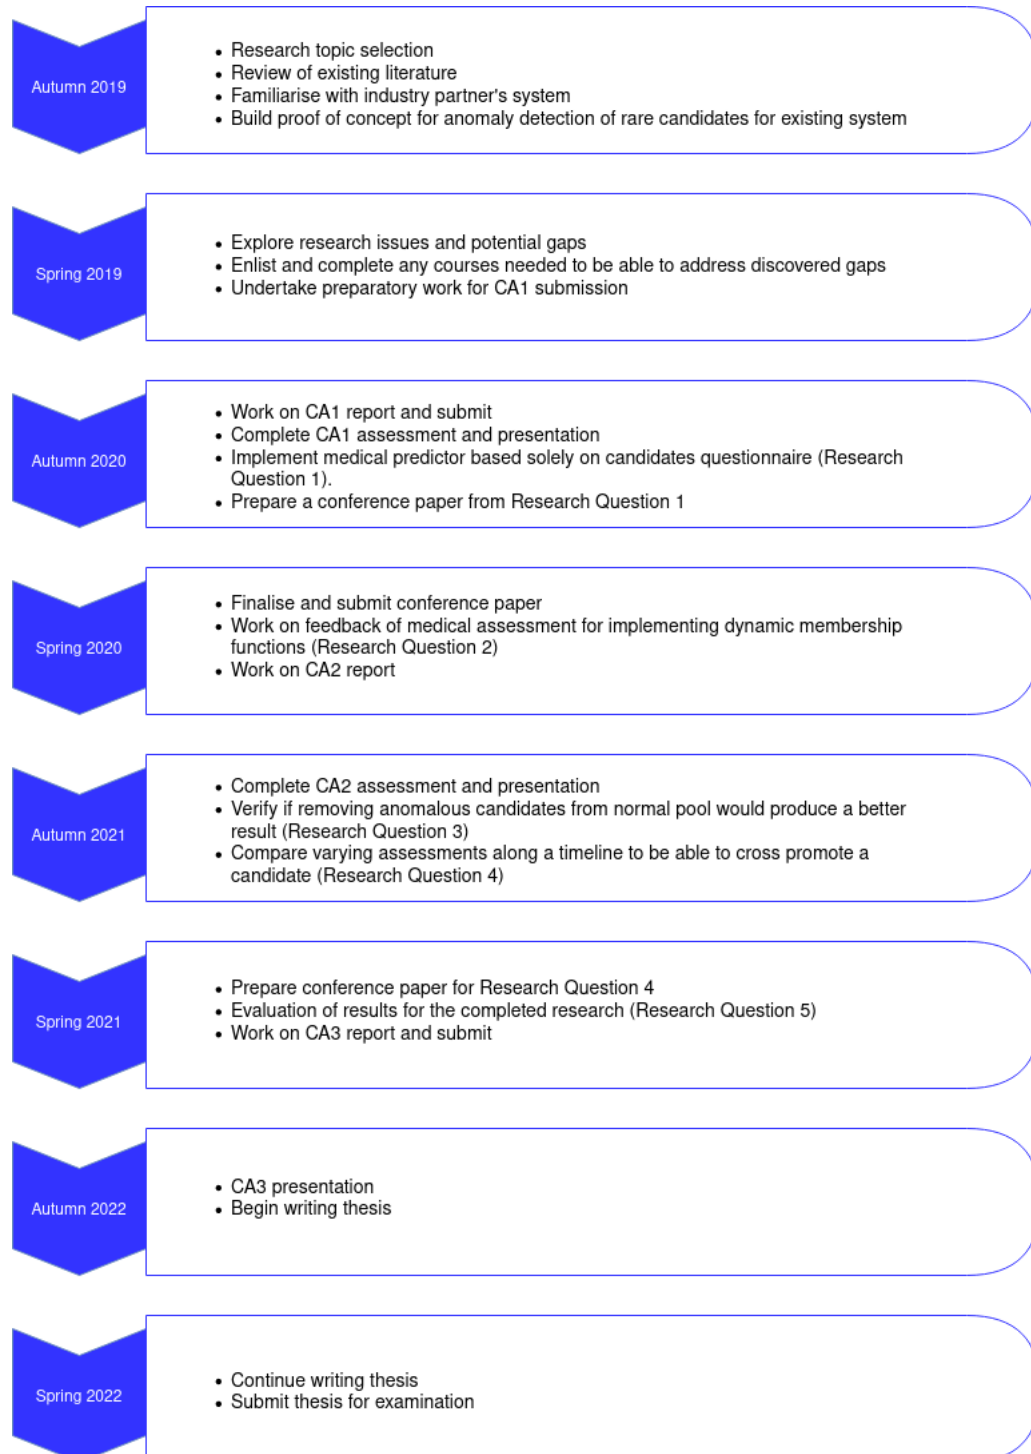 Autumn 2019
• Research topic selection
• Review of existing literature
• Familiarise with industry partner's system
• Build proof of concept for anomaly detection of rare candidates for existing system
Spring 2019
• Explore research issues and potential gaps
• Enlist and complete any courses needed to be able to address discovered gaps
• Undertake preparatory work for CA1 submission
Autumn 2020
• Work on CA1 report and submit
• Complete CA1 assessment and presentation
• Implement medical predictor based solely on candidates questionnaire (Research
Question 1).
• Prepare a conference paper from Research Question 1
Spring 2020
• Finalise and submit conference paper
• Work on feedback of medical assessment for implementing dynamic membership
functions (Research Question 2)
• Work on CA2 report
Autumn 2021
• Complete CA2 assessment and presentation
• Verify if removing anomalous candidates from normal pool would produce a better
result (Research Question 3)
• Compare varying assessments along a timeline to be able to cross promote a
candidate (Research Question 4)
Spring 2021
• Prepare conference paper for Research Question 4
• Evaluation of results for the completed research (Research Question 5)
• Work on CA3 report and submit
Autumn 2022
• CA3 presentation
• Begin writing thesis
Spring 2022
• Continue writing thesis
• Submit thesis for examination